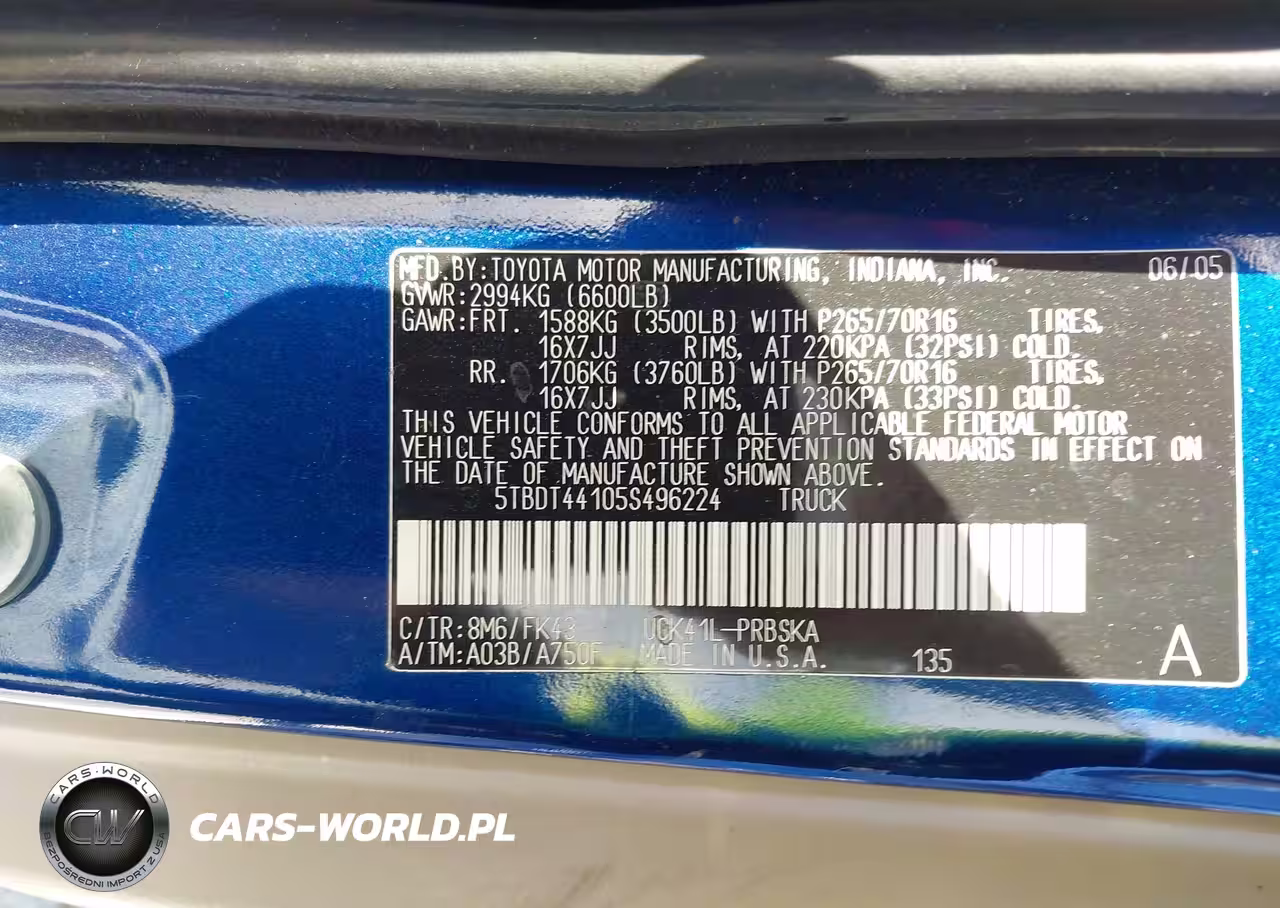 MFD.BY:TOYOTA MOTOR MANUFACTURING, INDIANA, INC. 06/05
GVWR:2994KG (6600LB)
GAWR:FRT. 1588KG (3500LB) WITH P265/70R16 TIRES,
16X7JJ RIMS, AT 220KPA (32PSI) COLD.
RR. 1706KG (3760LB) WITH P265/70R16 TIRES,
16X7JJ RIMS, AT 230KPA (33PSI) COLD.
THIS VEHICLE CONFORMS TO ALL APPLICABLE FEDERAL MOTOR
VEHICLE SAFETY AND THEFT PREVENTION STANDARDS IN EFFECT ON
THE DATE OF MANUFACTURE SHOWN ABOVE.
5TBDT44105S496224 TRUCK
C/TR:8M6/FK43 UCK41L-PRBSKA
A/TM:A03B/A750F MADE IN U.S.A. 135 A
CARS-WORLD
CW
BEZPOŚREDNI IMPORT Z USA
CARS-WORLD.PL